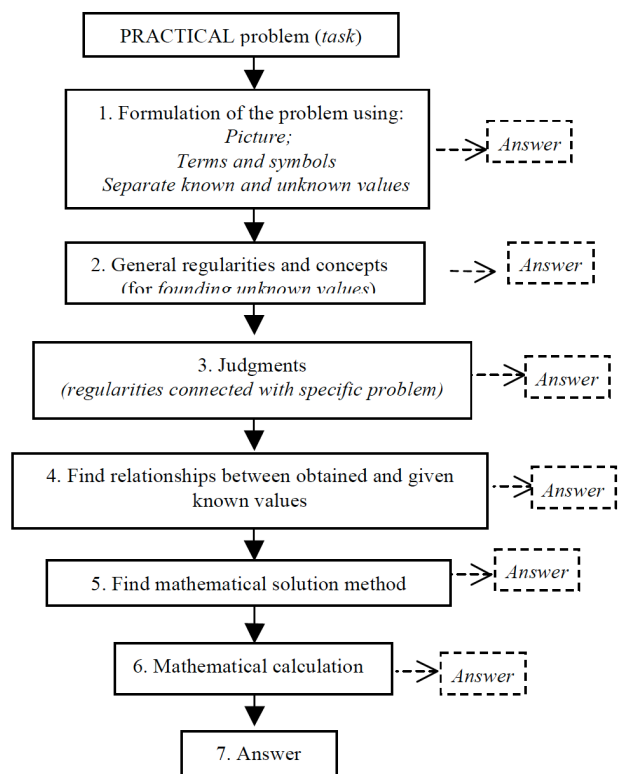 PRACTICAL problem (task)
1. Formulation of the problem using:
Picture;
Terms and symbols
Separate known and unknown values
Answer
2. General regularities and concepts
(for founding unknown values)
Answer
3. Judgments
(regularities connected with specific problem)
Answer
4. Find relationships between obtained and given
known values
Answer
5. Find mathematical solution method
Answer
6. Mathematical calculation
Answer
7. Answer